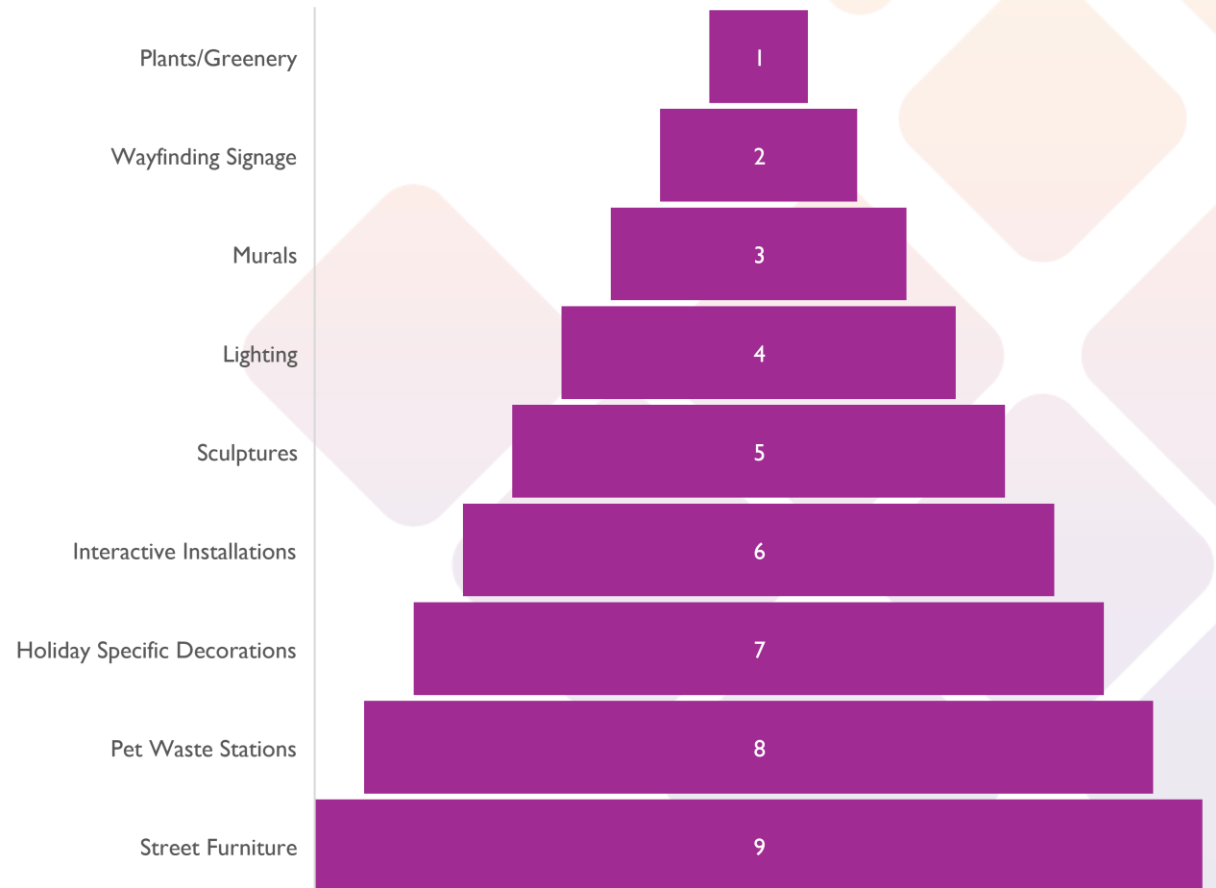 Plants/Greenery 1
Wayfinding Signage 2
Murals 3
Lighting 4
Sculptures 5
Interactive Installations 6
Holiday Specific Decorations 7
Pet Waste Stations 8
Street Furniture 9